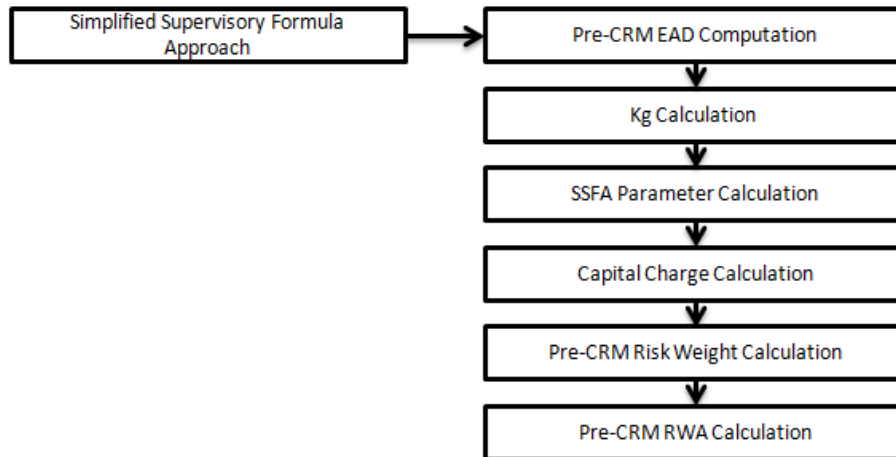 Simplified Supervisory Formula
Approach
Pre-CRM EAD Computation
Kg Calculation
SSFA Parameter Calculation
Capital Charge Calculation
Pre-CRM Risk Weight Calculation
Pre-CRM RWA Calculation